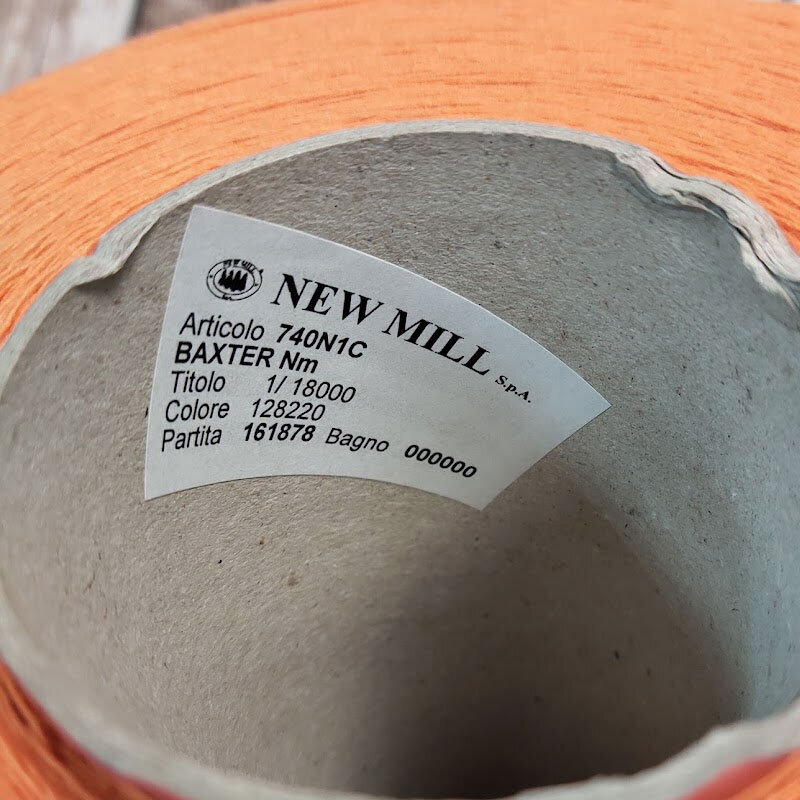 NEW MILL S.p.A.
Articolo 740N1C
BAXTER Nm
Titolo 1/ 18000
Colore 128220
Partita 161878 Bagno 000000